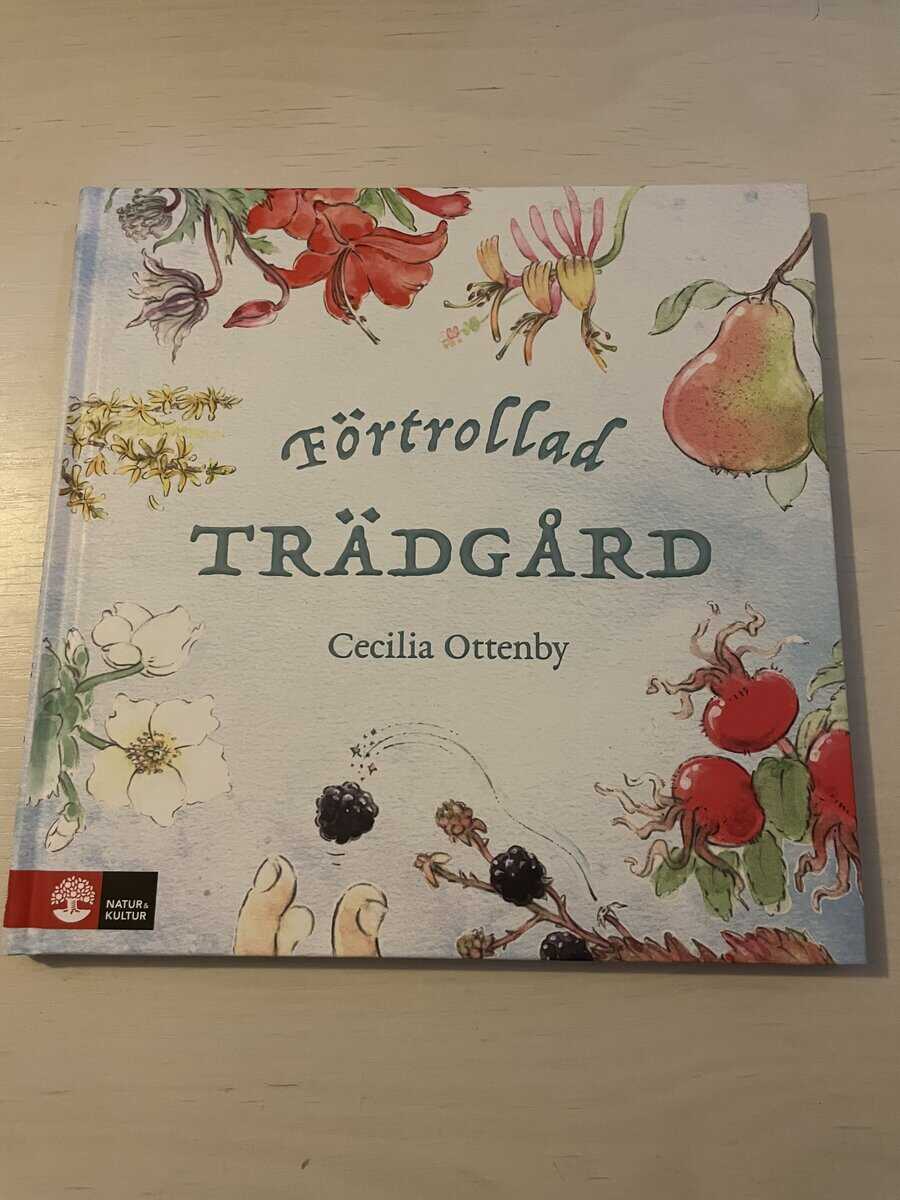 Förtrollad
TRÄDGÅRD
Cecilia Ottenby
NATUR &
KULTUR